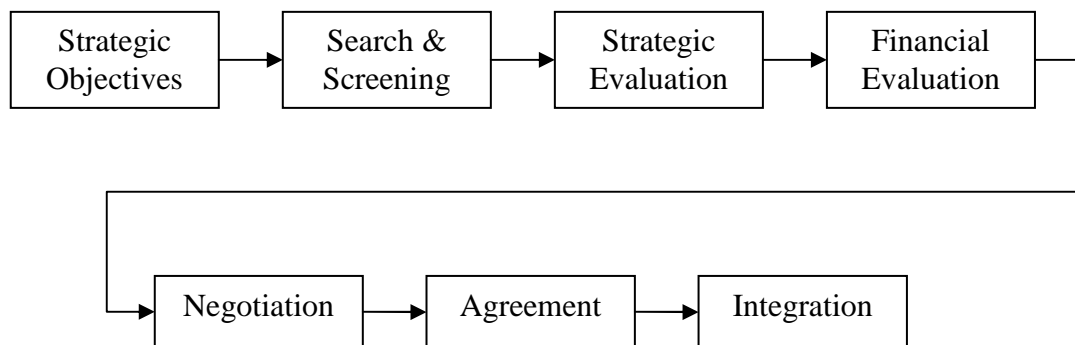 Strategic
Objectives
Search &
Screening
Strategic
Evaluation
Financial
Evaluation
Negotiation
Agreement
Integration